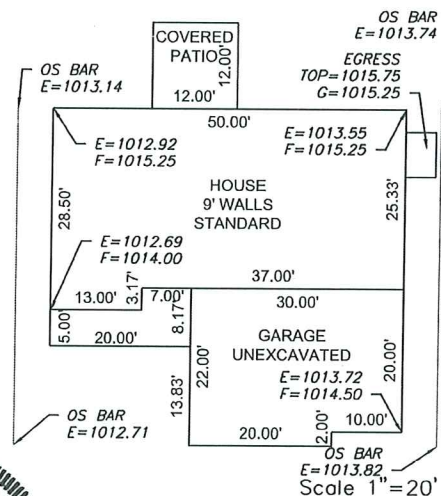 OS BAR
E=1013.74
COVERED
PATIO
12.00'
12.00'
EGRESS
TOP=1015.75
G=1015.25
OS BAR
E=1013.14
50.00'
E=1012.92
F=1015.25
E=1013.55
F=1015.25
28.50'
HOUSE
9' WALLS
STANDARD
25.33'
E=1012.69
F=1014.00
37.00'
13.00'
3.17'
7.00'
30.00'
5.00'
20.00'
8.17'
22.00'
GARAGE
UNEXCAVATED
20.00'
E=1013.72
F=1014.50
13.83'
10.00'
20.00'
2.00'
OS BAR
E=1012.71
OS BAR
E=1013.82
Scale 1"=20'